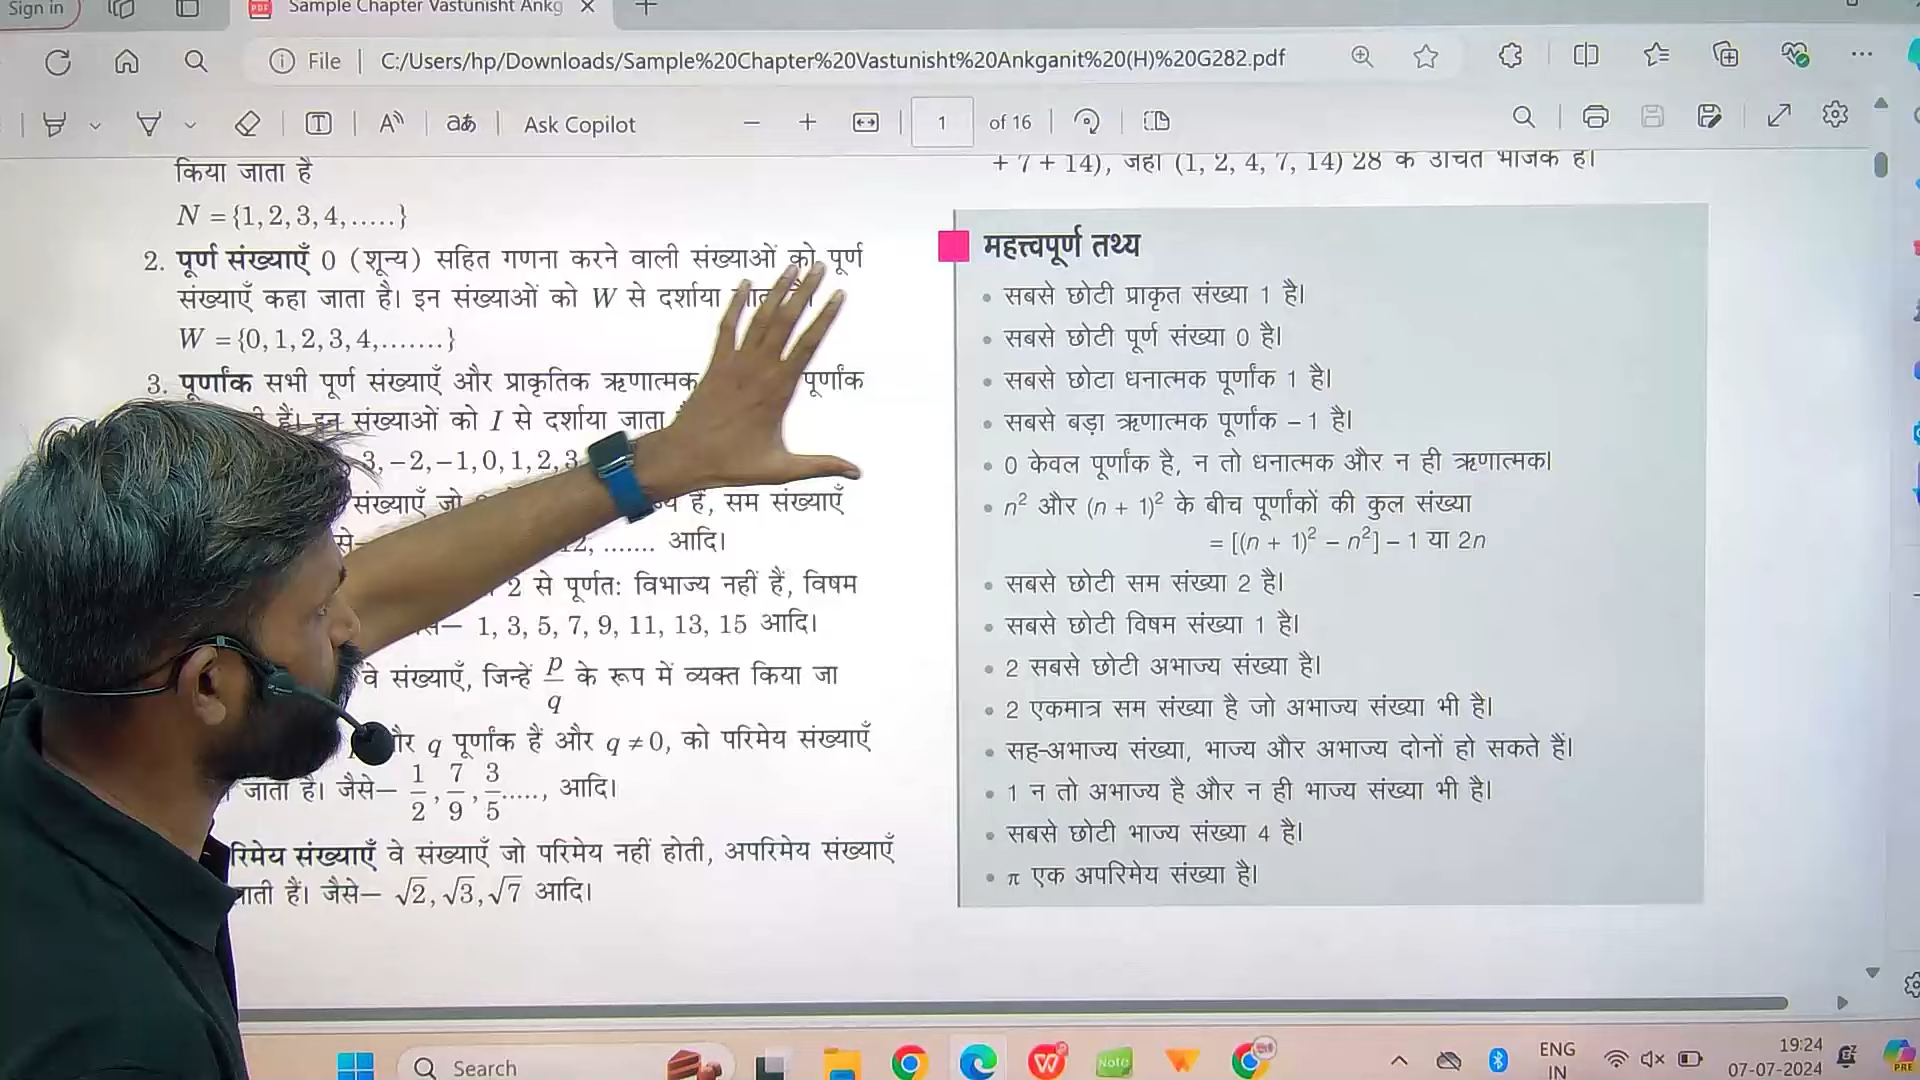 Sign in
Sample Chapter Vastunisht Ankg
File
C:/Users/hp/Downloads/Sample%20Chapter%20Vastunisht%20Ankganit%20(H)%20G282.pdf
Ask Copilot
1 of 16
किया जाता है
N = {1, 2, 3, 4, .....}
2. पूर्ण संख्याएँ 0 (शून्य) सहित गणना करने वाली संख्याओं को पूर्ण
संख्याएँ कहा जाता है। इन संख्याओं को W से दर्शाया
W = {0, 1, 2, 3, 4, .......}
3. पूर्णांक सभी पूर्ण संख्याएँ और प्राकृतिक ऋणात्मक पूर्णांक
हैं। इन संख्याओं को I से दर्शाया जाता
3, −2, −1, 0, 1, 2, 3
संख्याएँ जो हैं, सम संख्याएँ
12, ....... आदि।
2 से पूर्णत: विभाज्य नहीं हैं, विषम
1, 3, 5, 7, 9, 11, 13, 15 आदि।
वे संख्याएँ, जिन्हें p/q के रूप में व्यक्त किया जा
और q पूर्णांक हैं और q ≠ 0, को परिमेय संख्याएँ
जाता है। जैसे— 1/2, 7/9, 3/5 ....., आदि।
रिमेय संख्याएँ वे संख्याएँ जो परिमेय नहीं होती, अपरिमेय संख्याएँ
हैं। जैसे— √2, √3, √7 आदि।
+ 7 + 14), जहाँ (1, 2, 4, 7, 14) 28 के उचित भाजक हैं।
महत्त्वपूर्ण तथ्य
• सबसे छोटी प्राकृत संख्या 1 है।
• सबसे छोटी पूर्ण संख्या 0 है।
• सबसे छोटा धनात्मक पूर्णांक 1 है।
• सबसे बड़ा ऋणात्मक पूर्णांक – 1 है।
• 0 केवल पूर्णांक है, न तो धनात्मक और न ही ऋणात्मक।
• n² और (n + 1)² के बीच पूर्णांकों की कुल संख्या
= [(n + 1)² – n²] – 1 या 2n
• सबसे छोटी सम संख्या 2 है।
• सबसे छोटी विषम संख्या 1 है।
• 2 सबसे छोटी अभाज्य संख्या है।
• 2 एकमात्र सम संख्या है जो अभाज्य संख्या भी है।
• सह-अभाज्य संख्या, भाज्य और अभाज्य दोनों हो सकते हैं।
• 1 न तो अभाज्य है और न ही भाज्य संख्या भी है।
• सबसे छोटी भाज्य संख्या 4 है।
• π एक अपरिमेय संख्या है।
Search
Note
ENG
IN
19:24
07-07-2024
PRE